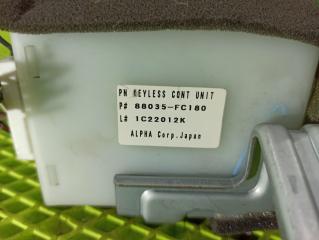 PN KEYLESS CONT UNIT
P# 88035-FC180
L# 1C22012K
ALPHA Corp.Japan